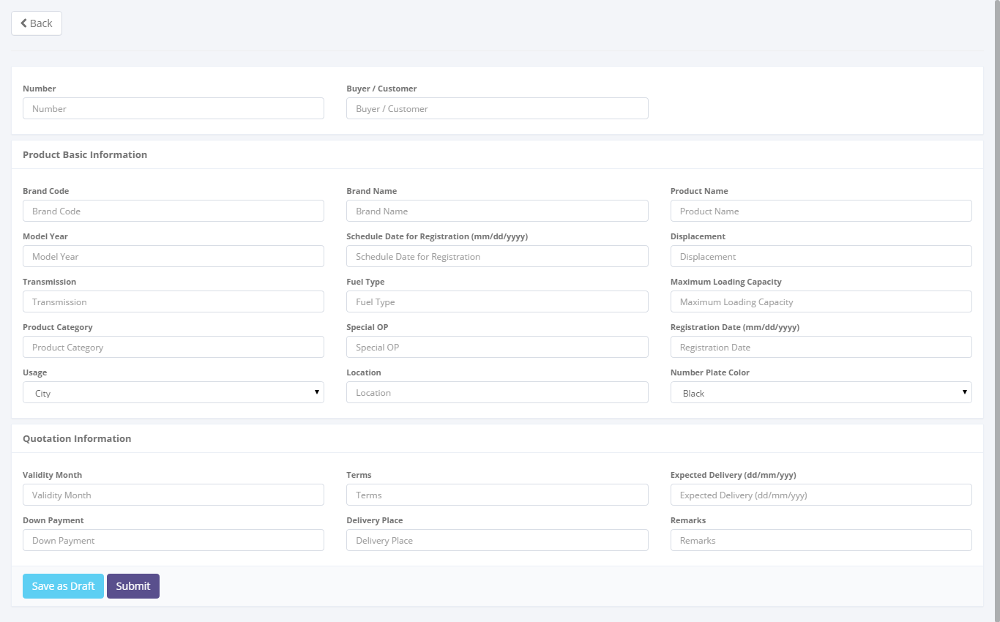 Back
Number Buyer / Customer
Number Buyer / Customer
Product Basic Information
Brand Code Brand Name Product Name
Brand Code Brand Name Product Name
Model Year Schedule Date for Registration (mm/dd/yyyy) Displacement
Model Year Schedule Date for Registration Displacement
Transmission Fuel Type Maximum Loading Capacity
Transmission Fuel Type Maximum Loading Capacity
Product Category Special OP Registration Date (mm/dd/yyyy)
Product Category Special OP Registration Date
Usage Location Number Plate Color
City Location Black
Quotation Information
Validity Month Terms Expected Delivery (dd/mm/yyy)
Validity Month Terms Expected Delivery (dd/mm/yyy)
Down Payment Delivery Place Remarks
Down Payment Delivery Place Remarks
Save as Draft Submit